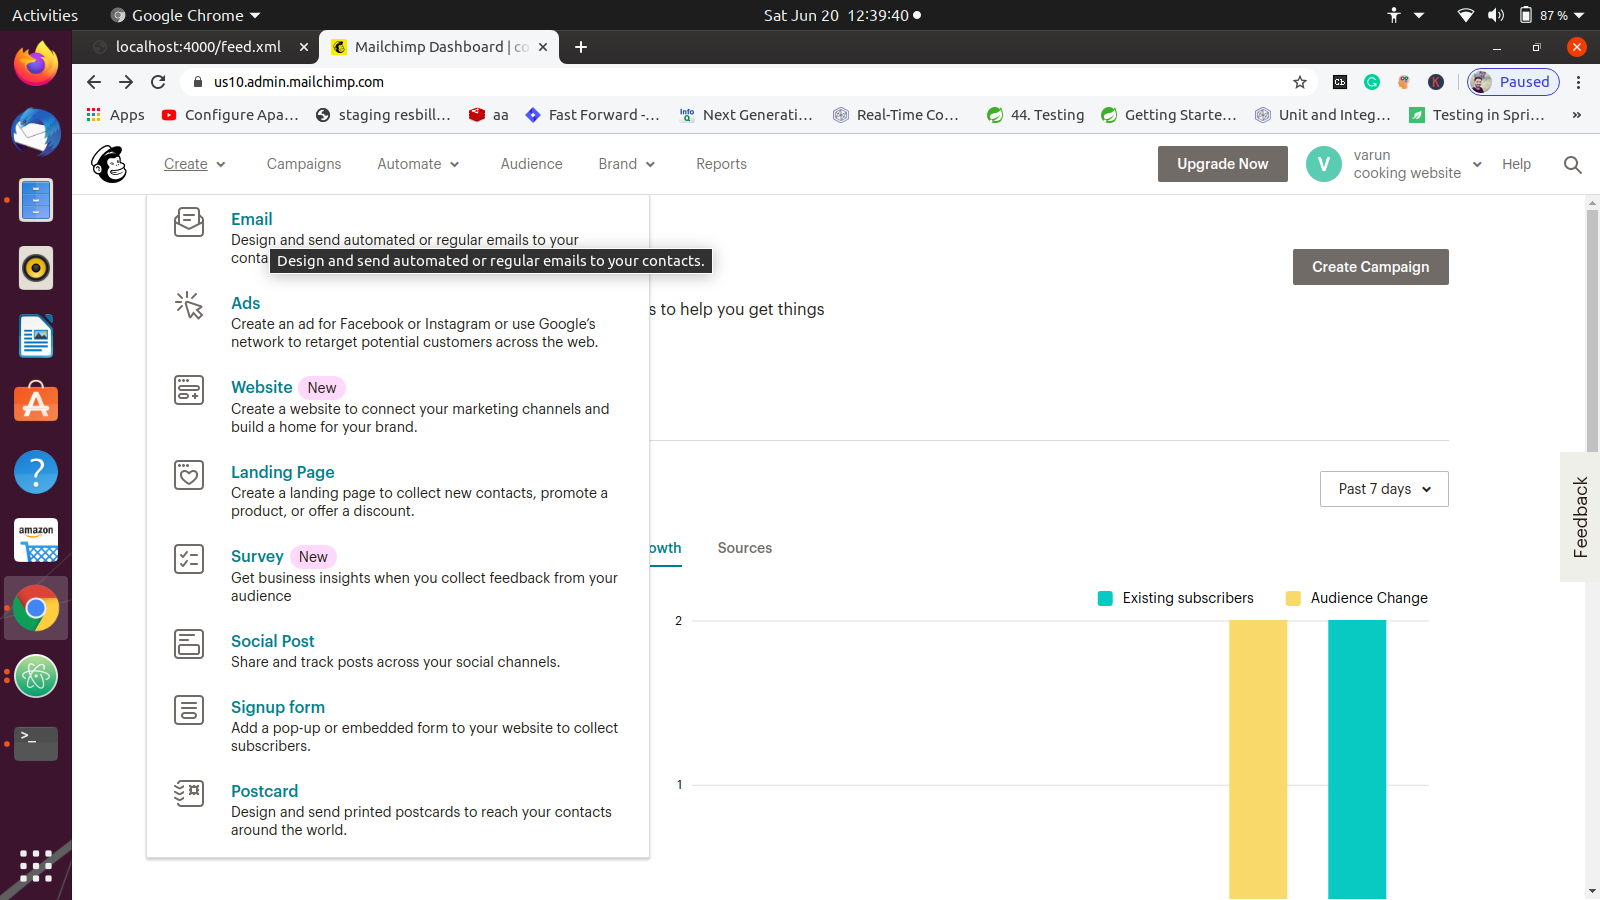 Activities
Google Chrome
Sat Jun 20 12:39:40
87 %
localhost:4000/feed.xml
Mailchimp Dashboard | co
us10.admin.mailchimp.com
Paused
Apps
Configure Apa...
staging resbill...
aa
Fast Forward -...
Next Generati...
Real-Time Co...
44. Testing
Getting Starte...
Unit and Integ...
Testing in Spri...
»
Create
Campaigns
Automate
Audience
Brand
Reports
Upgrade Now
V
varun
cooking website
Help
Email
Design and send automated or regular emails to your
conta
Design and send automated or regular emails to your contacts.
Ads
Create an ad for Facebook or Instagram or use Google’s
network to retarget potential customers across the web.
Website New
Create a website to connect your marketing channels and
build a home for your brand.
Landing Page
Create a landing page to collect new contacts, promote a
product, or offer a discount.
Survey New
Get business insights when you collect feedback from your
audience
Social Post
Share and track posts across your social channels.
Signup form
Add a pop-up or embedded form to your website to collect
subscribers.
Postcard
Design and send printed postcards to reach your contacts
around the world.
Create Campaign
s to help you get things
Past 7 days
Feedback
owth
Sources
Existing subscribers
Audience Change
2
1
amazon